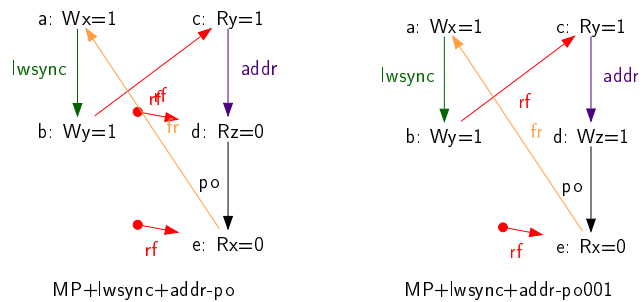 a: Wx=1
c: Ry=1
lwsync
addr
rf
rf
fr
b: Wy=1
d: Rz=0
po
e: Rx=0
rf
MP+lwsync+addr-po
a: Wx=1
c: Ry=1
lwsync
addr
rf
fr
b: Wy=1
d: Wz=1
po
e: Rx=0
rf
MP+lwsync+addr-po001